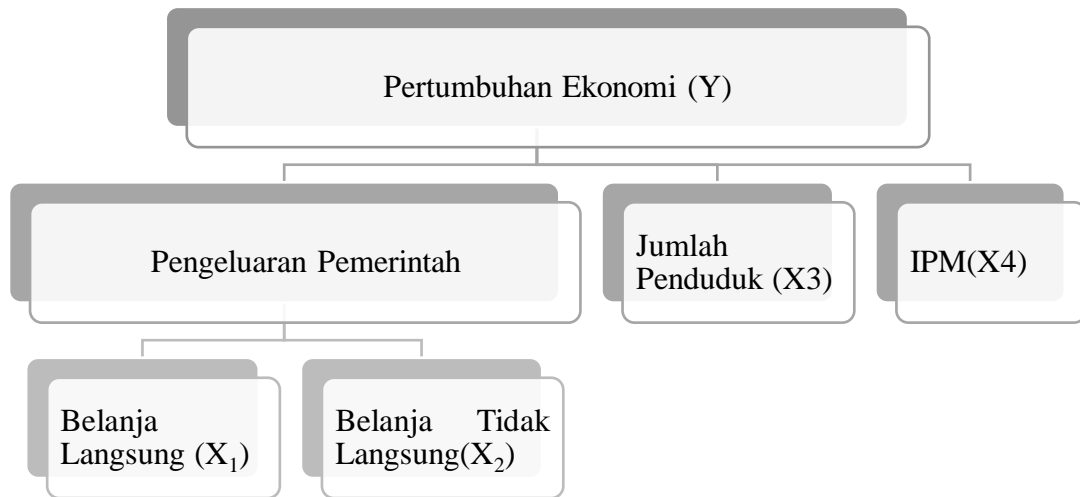 Pertumbuhan Ekonomi (Y)
Pengeluaran Pemerintah
Jumlah
Penduduk (X3)
IPM(X4)
Belanja
Langsung (X₁)
Belanja Tidak
Langsung(X₂)